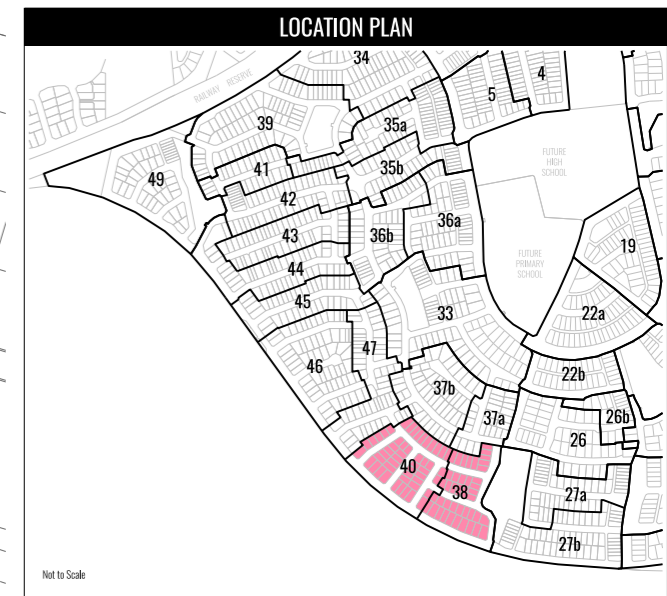 LOCATION PLAN
34
4
5
RAILWAY RESERVE
39
35a
FUTURE
HIGH
SCHOOL
41
35b
49
42
36a
43
36b
19
44
FUTURE
PRIMARY
SCHOOL
45
33
22a
47
46
22b
37b
37a
26b
26
40
38
27a
27b
Not to Scale